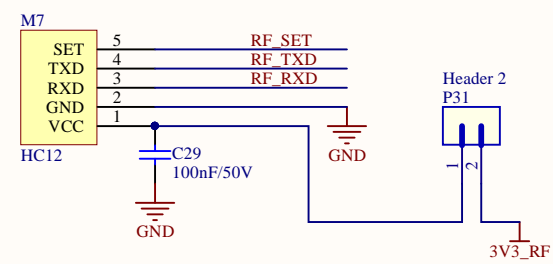 M7
SET 5 RF_SET
TXD 4 RF_TXD
RXD 3 RF_RXD
GND 2
VCC 1
HC12
GND
C29
100nF/50V
GND
Header 2
P31
1 2
3V3_RF